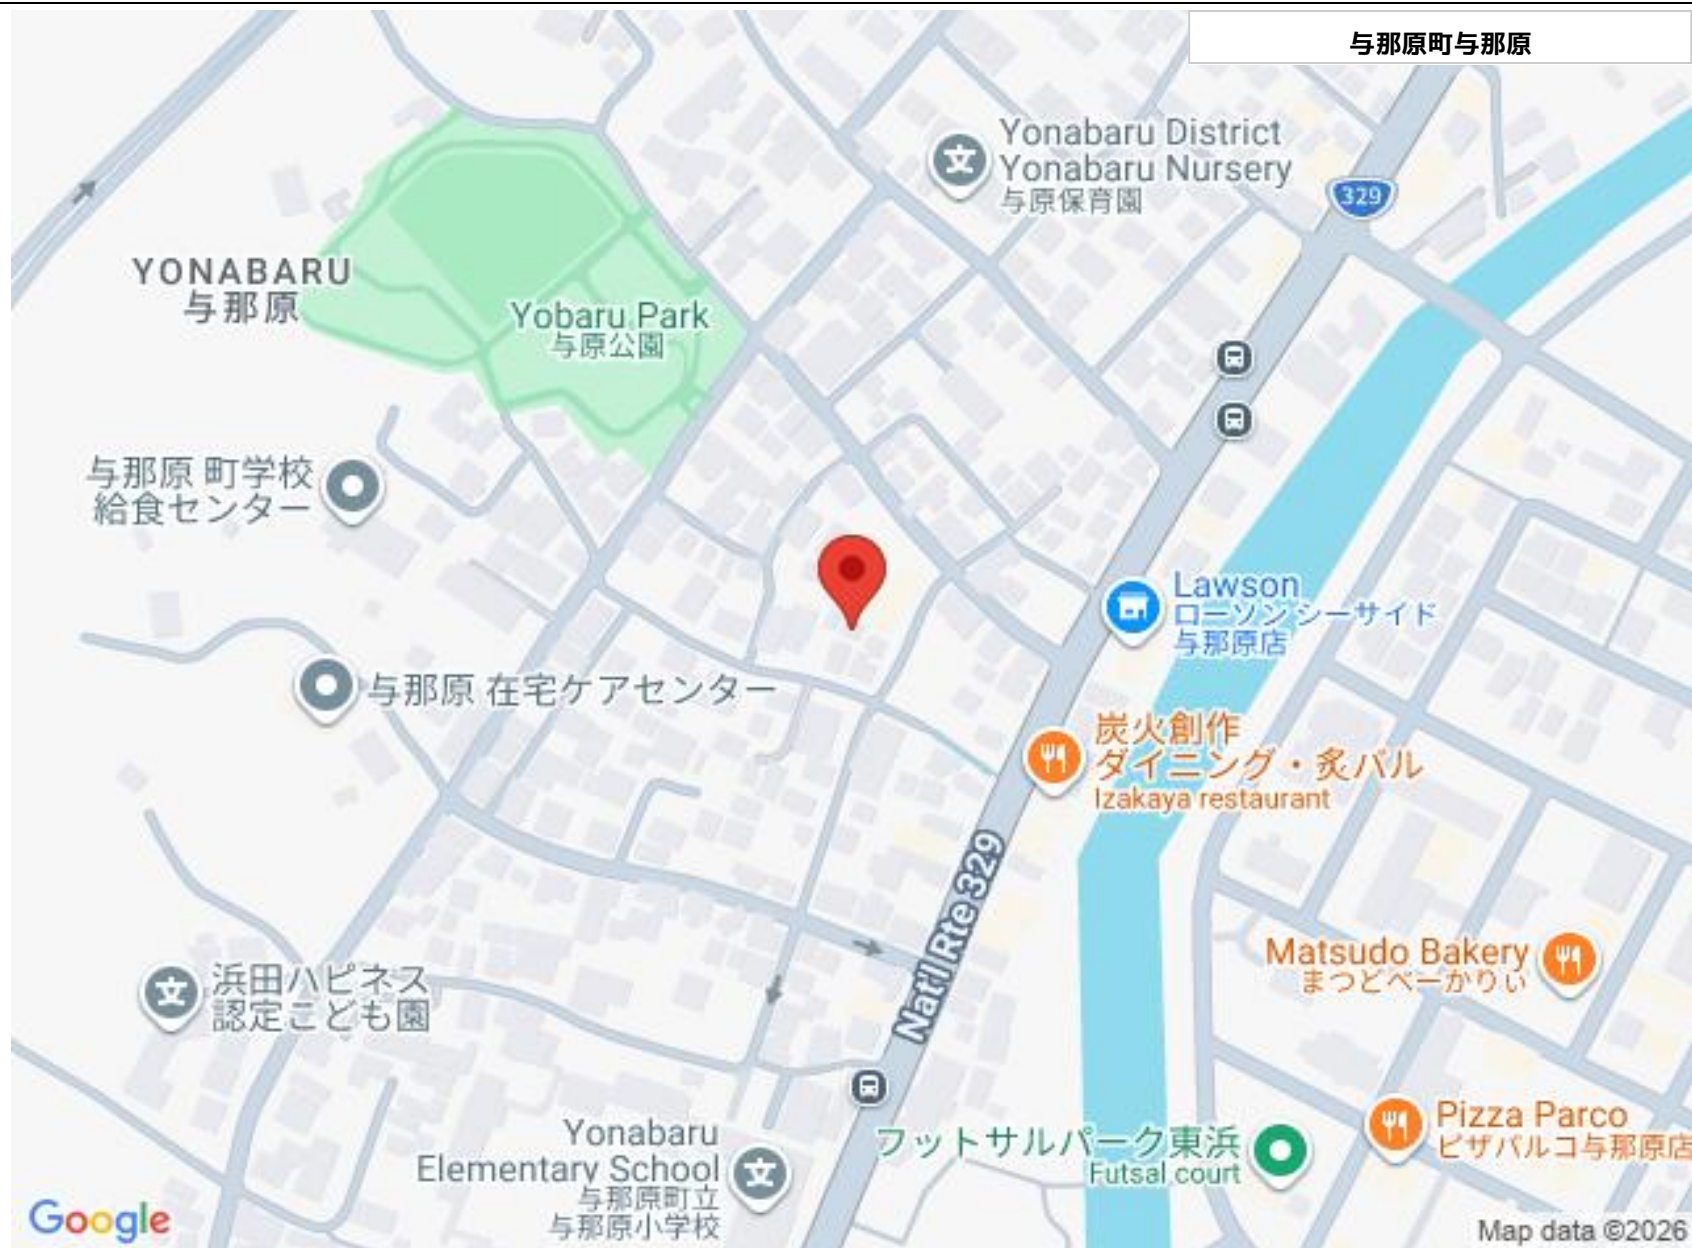 与那原町与那原
Yonabaru District
Yonabaru Nursery
与原保育園
329
YONABARU
与那原
Yobaru Park
与原公園
与那原 町学校
給食センター
Lawson
ローソン シーサイド
与那原店
与那原 在宅ケアセンター
炭火創作
ダイニング・炙バル
Izakaya restaurant
Nat'l Rte 329
Matsudo Bakery
まつどべーかりぃ
浜田ハピネス
認定こども園
Pizza Parco
ピザパルコ与那原店
フットサルパーク東浜
Futsal court
Yonabaru
Elementary School
与那原町立
与那原小学校
Google
Map data ©2026